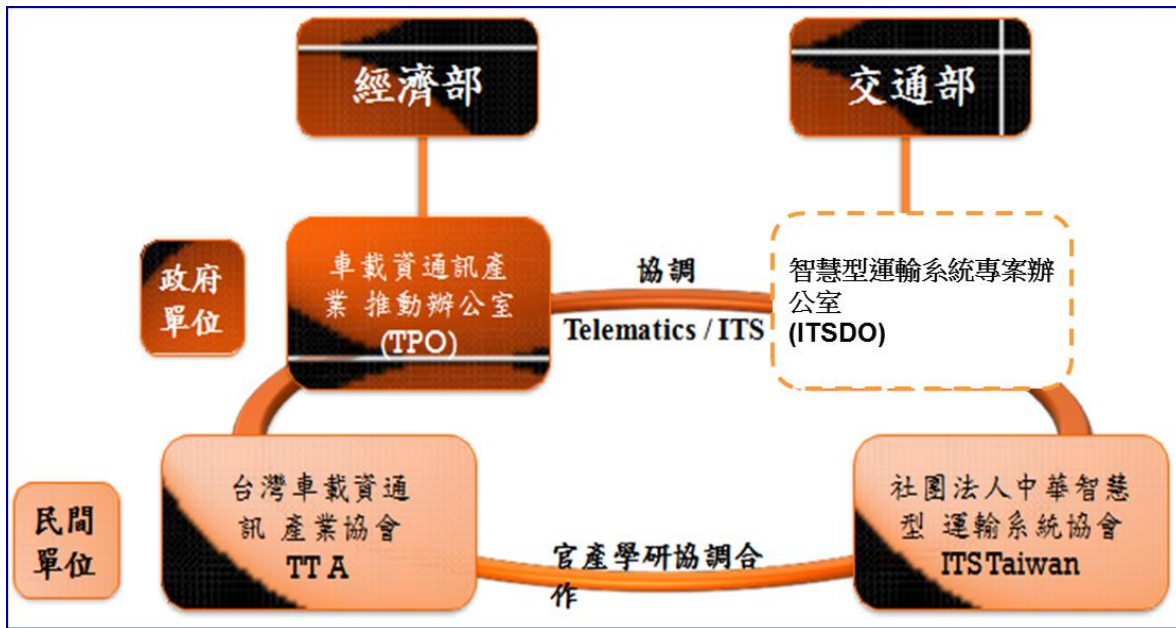 經濟部
交通部
政府
單位
車載資通訊產
業 推動辦公室
(TPO)
協調
Telematics / ITS
智慧型運輸系統專案辦
公室
(ITSDO)
民間
單位
台灣車載資通
訊 產業協會
TT A
官產學研協調合
作
社團法人中華智慧
型 運輸系統協會
ITS Taiwan